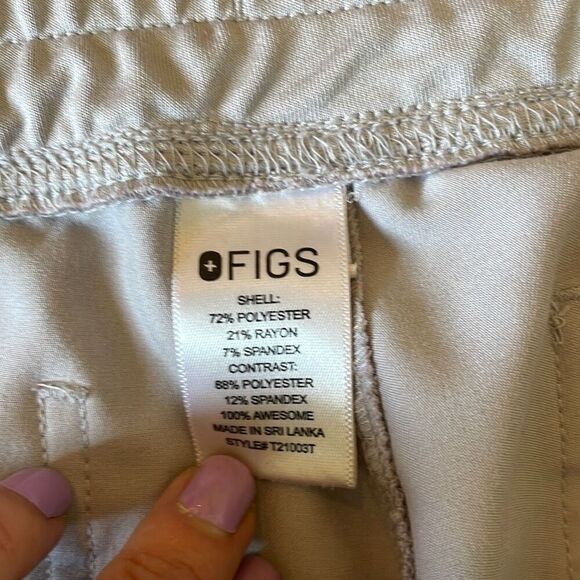 FIGS
SHELL:
72% POLYESTER
21% RAYON
7% SPANDEX
CONTRAST:
88% POLYESTER
12% SPANDEX
100% AWESOME
MADE IN SRI LANKA
STYLE# T21003T